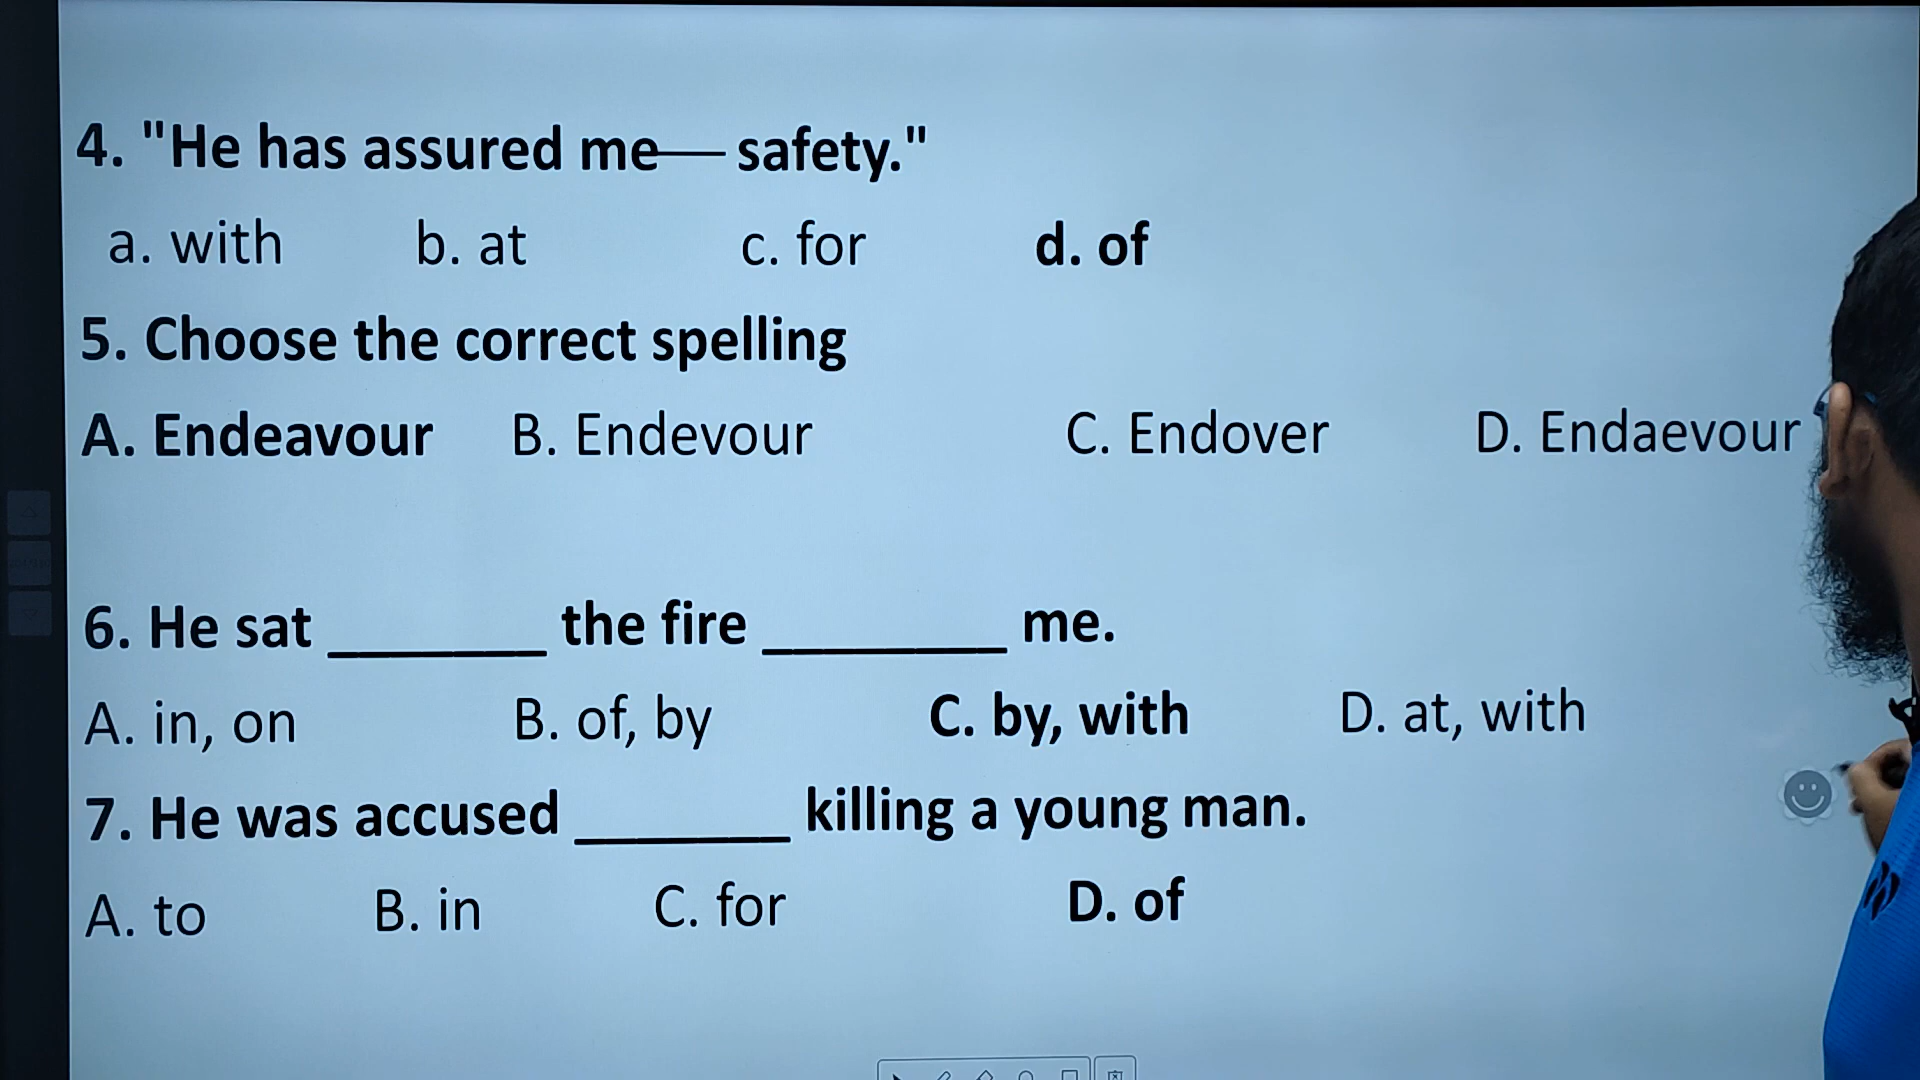 4. "He has assured me— safety."
a. with b. at c. for d. of
5. Choose the correct spelling
A. Endeavour B. Endevour C. Endover D. Endaevour
6. He sat ________ the fire _________ me.
A. in, on B. of, by C. by, with D. at, with
7. He was accused ________ killing a young man.
A. to B. in C. for D. of